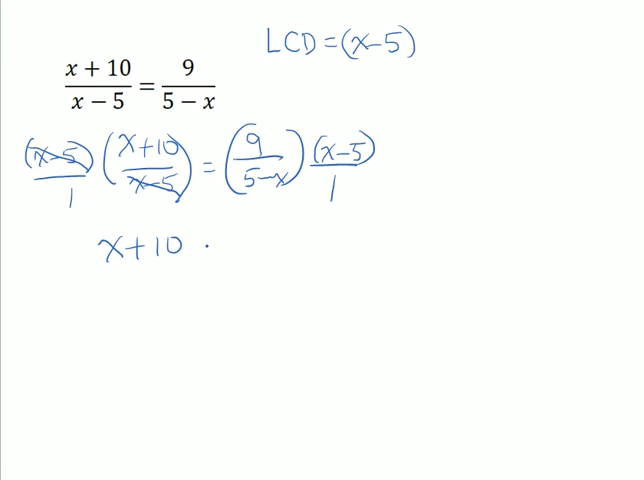 LCD = (x-5)
x + 10 / x − 5 = 9 / 5 − x
(x-5)/1 (x+10 / x-5) = (9 / 5-x) (x-5)/1
x+10